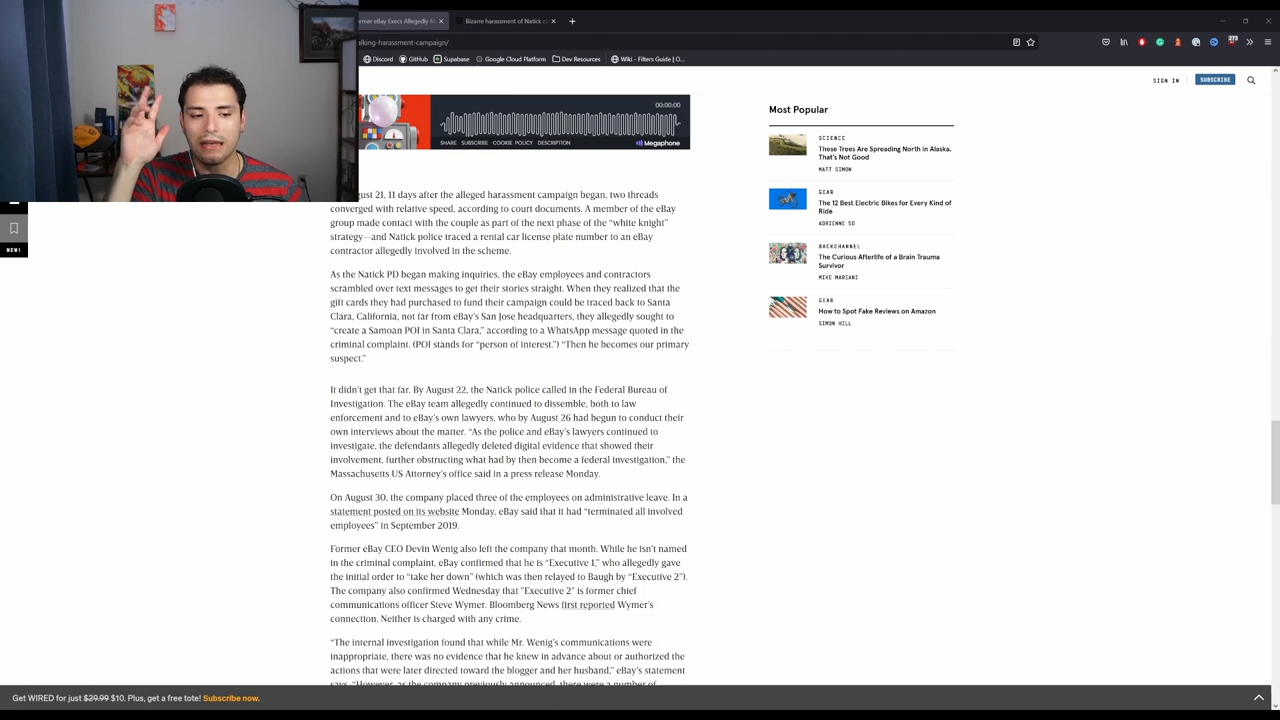 Bizarre harassment of Natick c
alking-harassment-campaign/
Discord GitHub Supabase Google Cloud Platform Dev Resources Wiki - Filters Guide | O...
SIGN IN SUBSCRIBE
00:00:00
SHARE SUBSCRIBE COOKIE POLICY DESCRIPTION Megaphone
NEW!
21, 11 days after the alleged harassment campaign began, two threads
converged with relative speed, according to court documents. A member of the eBay
group made contact with the couple as part of the next phase of the “white knight”
strategy—and Natick police traced a rental car license plate number to an eBay
contractor allegedly involved in the scheme.
As the Natick PD began making inquiries, the eBay employees and contractors
scrambled over text messages to get their stories straight. When they realized that the
gift cards they had purchased to fund their campaign could be traced back to Santa
Clara, California, not far from eBay’s San Jose headquarters, they allegedly sought to
“create a Samoan POI in Santa Clara,” according to a WhatsApp message quoted in the
criminal complaint. (POI stands for “person of interest.”) “Then he becomes our primary
suspect.”
It didn’t get that far. By August 22, the Natick police called in the Federal Bureau of
Investigation. The eBay team allegedly continued to dissemble, both to law
enforcement and to eBay’s own lawyers, who by August 26 had begun to conduct their
own interviews about the matter. “As the police and eBay’s lawyers continued to
investigate, the defendants allegedly deleted digital evidence that showed their
involvement, further obstructing what had by then become a federal investigation,” the
Massachusetts US Attorney’s office said in a press release Monday.
On August 30, the company placed three of the employees on administrative leave. In a
statement posted on its website Monday, eBay said that it had “terminated all involved
employees” in September 2019.
Former eBay CEO Devin Wenig also left the company that month. While he isn’t named
in the criminal complaint, eBay confirmed that he is “Executive 1,” who allegedly gave
the initial order to “take her down” (which was then relayed to Baugh by “Executive 2”).
The company also confirmed Wednesday that "Executive 2" is former chief
communications officer Steve Wymer. Bloomberg News first reported Wymer’s
connection. Neither is charged with any crime.
“The internal investigation found that while Mr. Wenig’s communications were
inappropriate, there was no evidence that he knew in advance about or authorized the
actions that were later directed toward the blogger and her husband,” eBay’s statement
says. “However, as the company previously announced, there were a number of
Most Popular
SCIENCE
These Trees Are Spreading North in Alaska.
That’s Not Good
MATT SIMON
GEAR
The 12 Best Electric Bikes for Every Kind of
Ride
ADRIENNE SO
BACKCHANNEL
The Curious Afterlife of a Brain Trauma
Survivor
MIKE MARIANI
GEAR
How to Spot Fake Reviews on Amazon
SIMON HILL
Get WIRED for just $29.99 $10. Plus, get a free tote! Subscribe now.